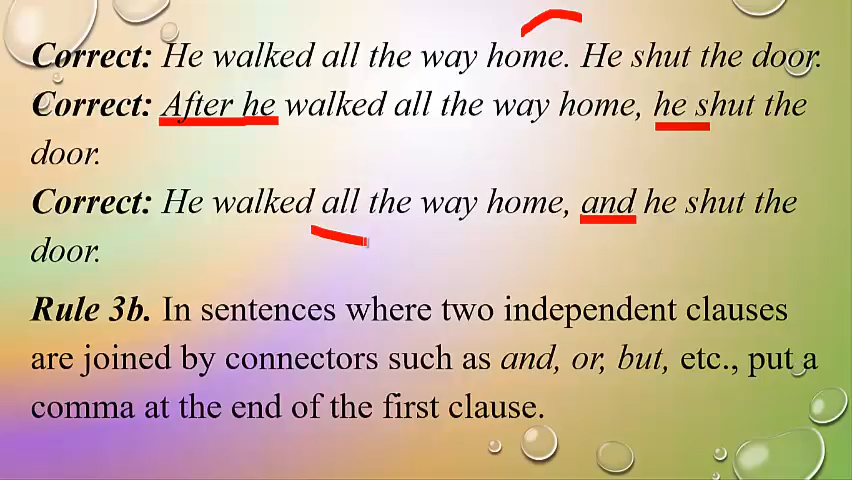 Correct: He walked all the way home. He shut the door.
Correct: After he walked all the way home, he shut the
door.
Correct: He walked all the way home, and he shut the
door.
Rule 3b. In sentences where two independent clauses
are joined by connectors such as and, or, but, etc., put a
comma at the end of the first clause.